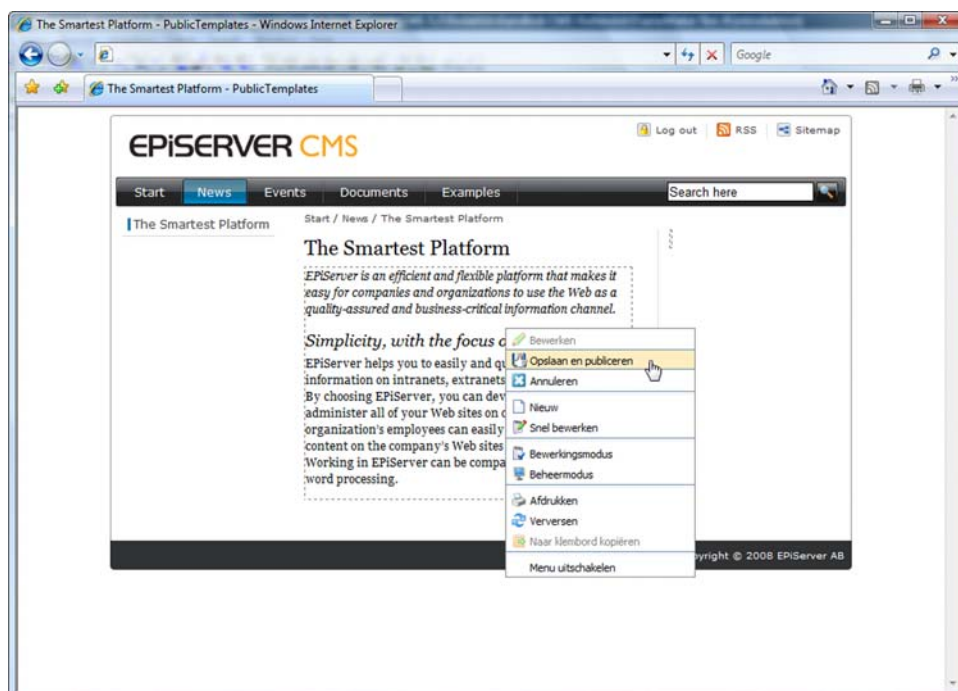 The Smartest Platform - PublicTemplates - Windows Internet Explorer
Google
The Smartest Platform - PublicTemplates
EPiSERVER CMS
Log out
RSS
Sitemap
Start
News
Events
Documents
Examples
Search here
The Smartest Platform
Start / News / The Smartest Platform
The Smartest Platform
EPiServer is an efficient and flexible platform that makes it
easy for companies and organizations to use the Web as a
quality-assured and business-critical information channel.
Simplicity, with the focus
EPiServer helps you to easily and
information on intranets, extranets
By choosing EPiServer, you can
administer all of your Web sites on
organization's employees can easily
content on the company's Web sites
Working in EPiServer can be
word processing.
Bewerken
Opslaan en publiceren
Annuleren
Nieuw
Snel bewerken
Bewerkingsmodus
Beheermodus
Afdrukken
Verversen
Naar klembord kopiëren
Menu uitschakelen
© 2008 EPiServer AB